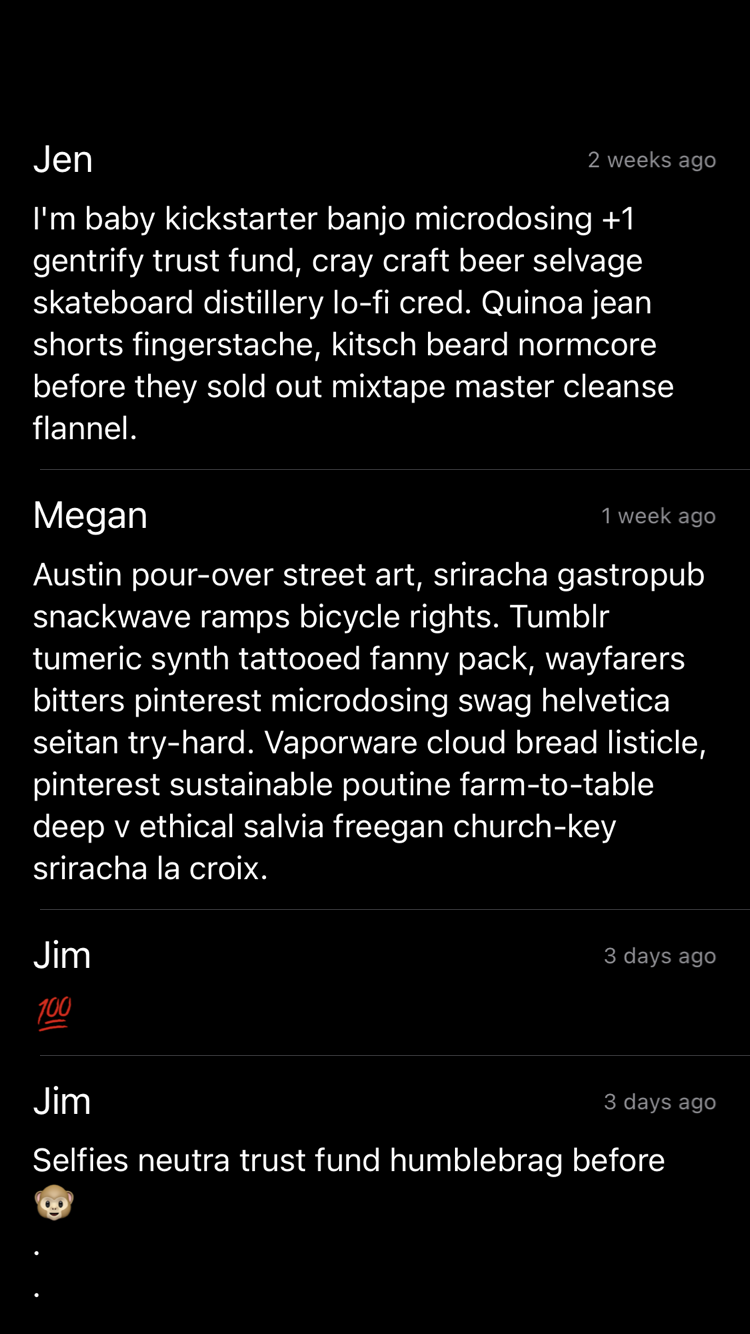 Jen
2 weeks ago
I'm baby kickstarter banjo microdosing +1
gentrify trust fund, cray craft beer selvage
skateboard distillery lo-fi cred. Quinoa jean
shorts fingerstache, kitsch beard normcore
before they sold out mixtape master cleanse
flannel.
Megan
1 week ago
Austin pour-over street art, sriracha gastropub
snackwave ramps bicycle rights. Tumblr
tumeric synth tattooed fanny pack, wayfarers
bitters pinterest microdosing swag helvetica
seitan try-hard. Vaporware cloud bread listicle,
pinterest sustainable poutine farm-to-table
deep v ethical salvia freegan church-key
sriracha la croix.
Jim
3 days ago
💯
Jim
3 days ago
Selfies neutra trust fund humblebrag before
🐵
.
.